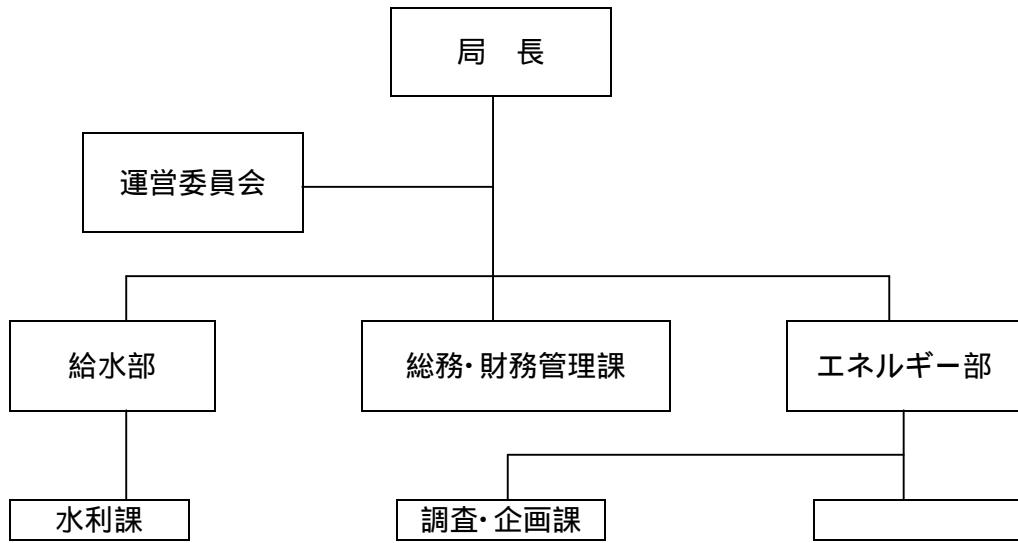 局　長
運営委員会
給水部
総務・財務管理課
エネルギー部
水利課
調査・企画課